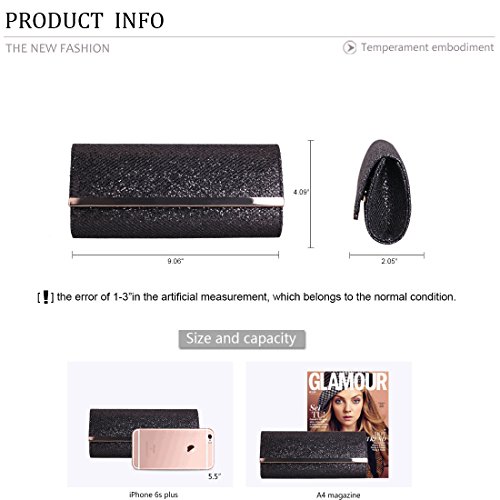 PRODUCT INFO
THE NEW FASHION
Temperament embodiment
4.09"
9.06"
2.05"
[ ! ] the error of 1-3"in the artificial measurement, which belongs to the normal condition.
Size and capacity
GLAMOUR
iPhone
5.5"
iPhone 6s plus
A4 magazine